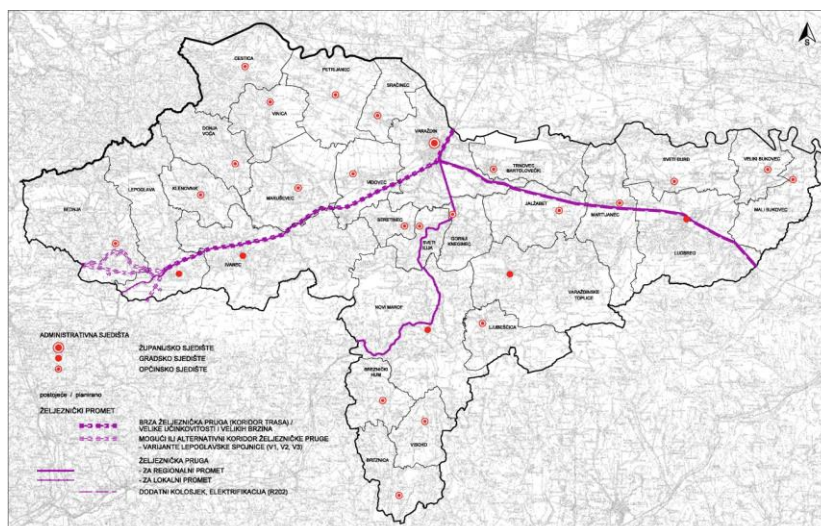 S
CESTICA
PETRIJANEC
SRAČINEC
VINICA
VARAŽDIN
DONJA
VOĆA
TRNOVEC
BARTOLOVEČKI
SVETI ĐURĐ
VELIKI BUKOVEC
LEPOGLAVA
KLENOVNIK
MARUŠEVEC
VIDOVEC
BEDNJA
JALŽABET
MARTIJANEC
MALI BUKOVEC
BERETINEC
SVETI
ILIJA
GORNJI
KNEGINEC
LUDBREG
IVANEC
NOVI MAROF
VARAŽDINSKE
TOPLICE
LJUBEŠĆICA
BREZNIČKI
HUM
VISOKO
BREZNICA
ADMINISTRATIVNA SJEDIŠTA
ŽUPANIJSKO SJEDIŠTE
GRADSKO SJEDIŠTE
OPĆINSKO SJEDIŠTE
postojeće / planirano
ŽELJEZNIČKI PROMET
BRZA ŽELJEZNIČKA PRUGA (KORIDOR TRASA) /
VELIKE UČINKOVITOSTI I VELIKIH BRZINA
MOGUĆI ILI ALTERNATIVNI KORIDOR ŽELJEZNIČKE PRUGE
- VARIJANTE LEPOGLAVSKE SPOJNICE (V1, V2, V3)
ŽELJEZNIČKA PRUGA
- ZA REGIONALNI PROMET
- ZA LOKALNI PROMET
DODATNI KOLOSJEK, ELEKTRIFIKACIJA (R202)